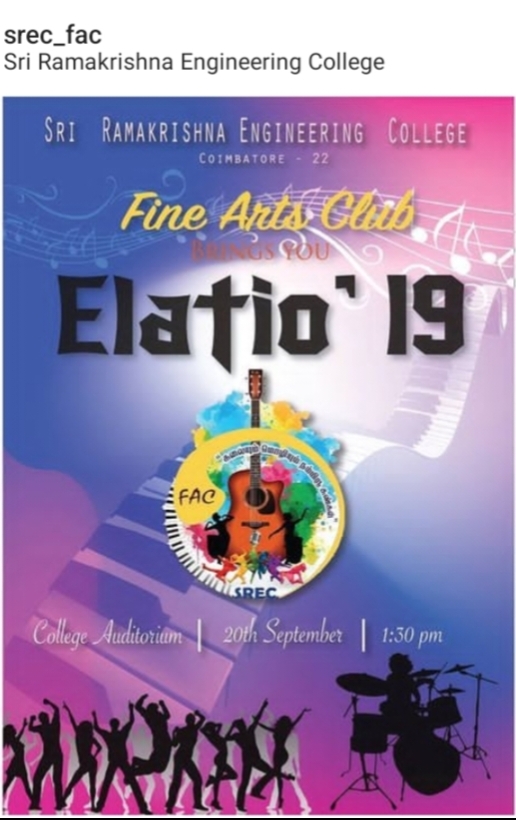 srec_fac
Sri Ramakrishna Engineering College
SRI RAMAKRISHNA ENGINEERING COLLEGE
COIMBATORE - 22
Fine Arts Club
BRINGS YOU
Elatio' 19
FAC
SREC
College Auditorium | 20th September | 1:30 pm